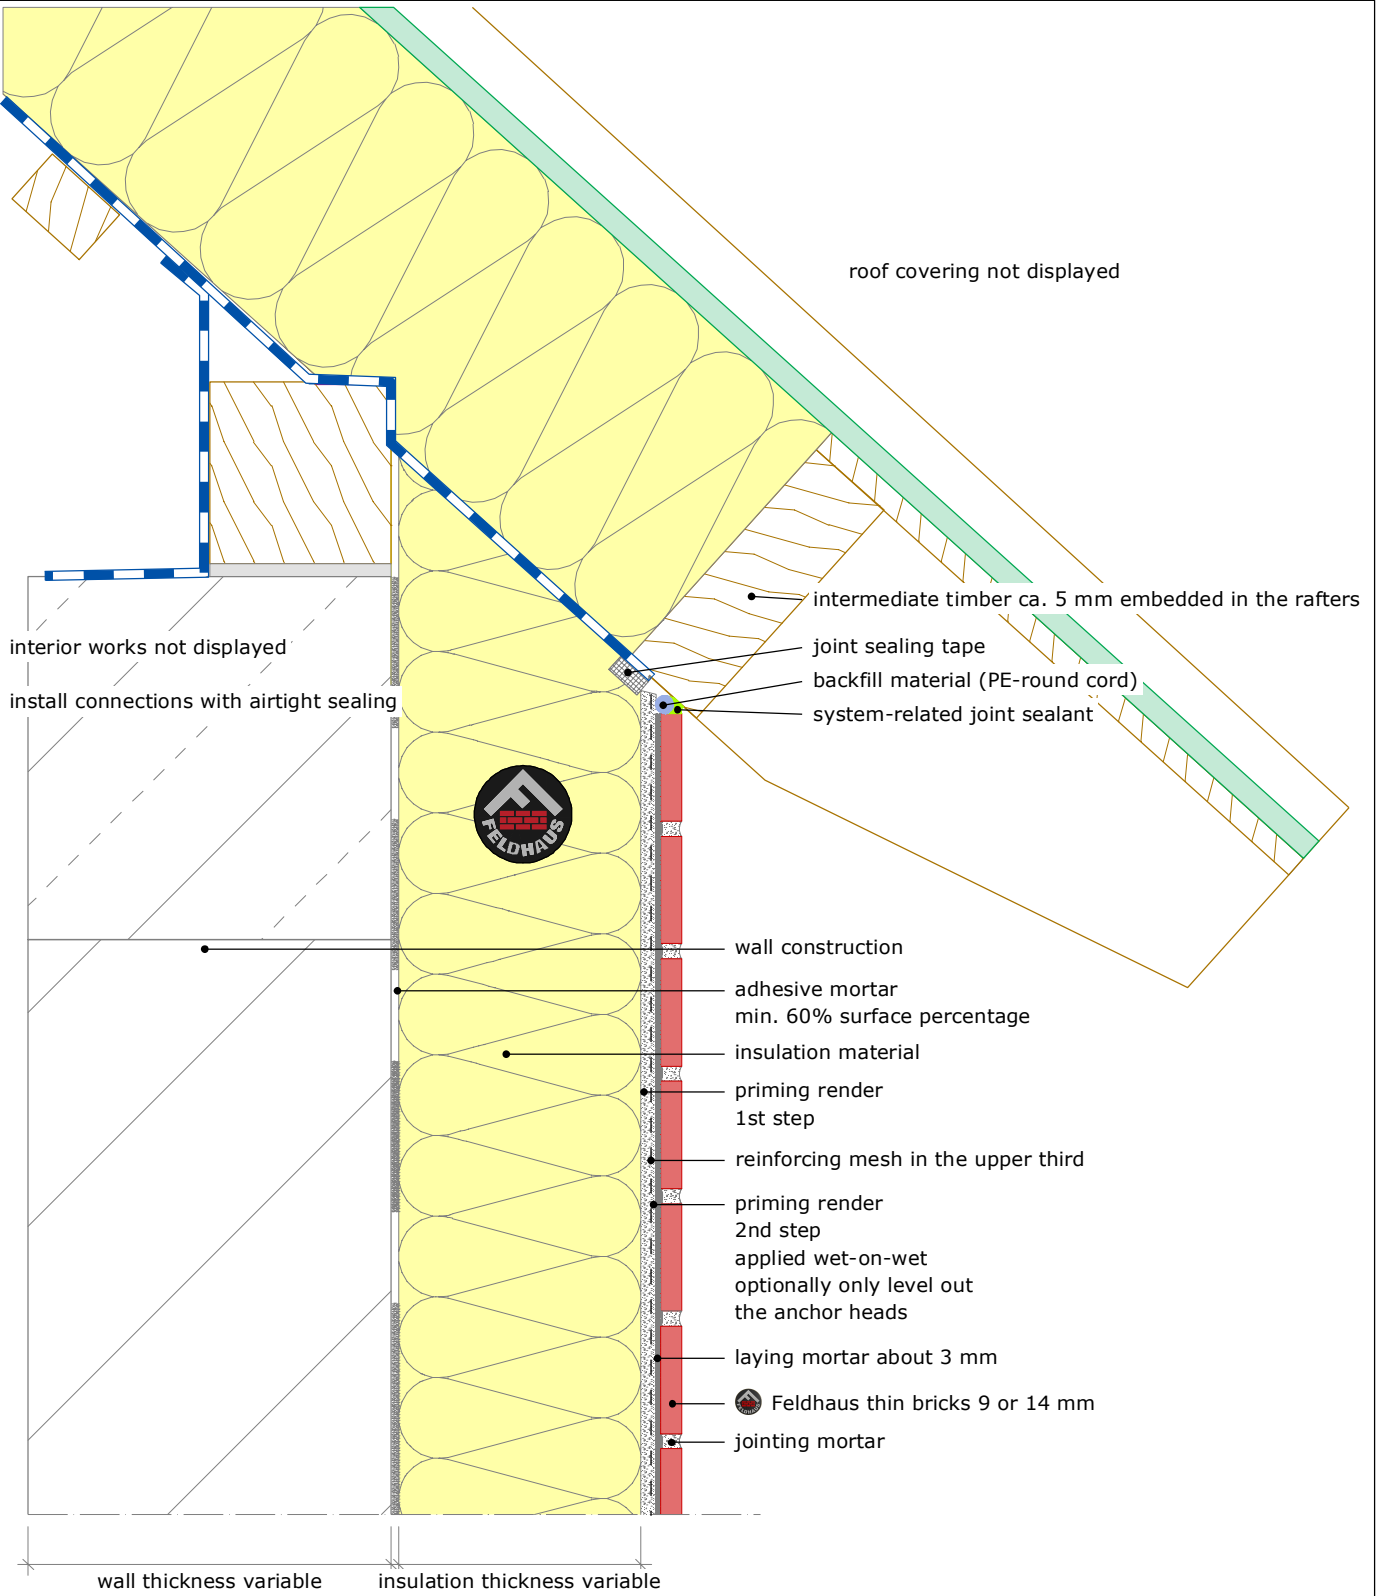 roof covering not displayed
intermediate timber ca. 5 mm embedded in the rafters
joint sealing tape
interior works not displayed
backfill material (PE-round cord)
install connections with airtight sealing
system-related joint sealant
FELDHAUS
wall construction
adhesive mortar
min. 60% surface percentage
insulation material
priming render
1st step
reinforcing mesh in the upper third
priming render
2nd step
applied wet-on-wet
optionally only level out
the anchor heads
laying mortar about 3 mm
FELDHAUS
Feldhaus thin bricks 9 or 14 mm
jointing mortar
wall thickness variable
insulation thickness variable